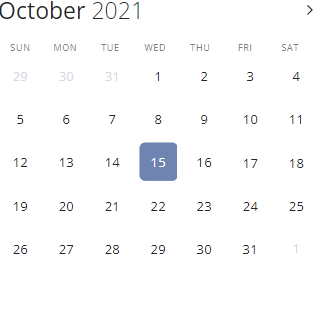 October 2021
SUN MON TUE WED THU FRI SAT
29 30 31 1 2 3 4
5 6 7 8 9 10 11
12 13 14 15 16 17 18
19 20 21 22 23 24 25
26 27 28 29 30 31 1